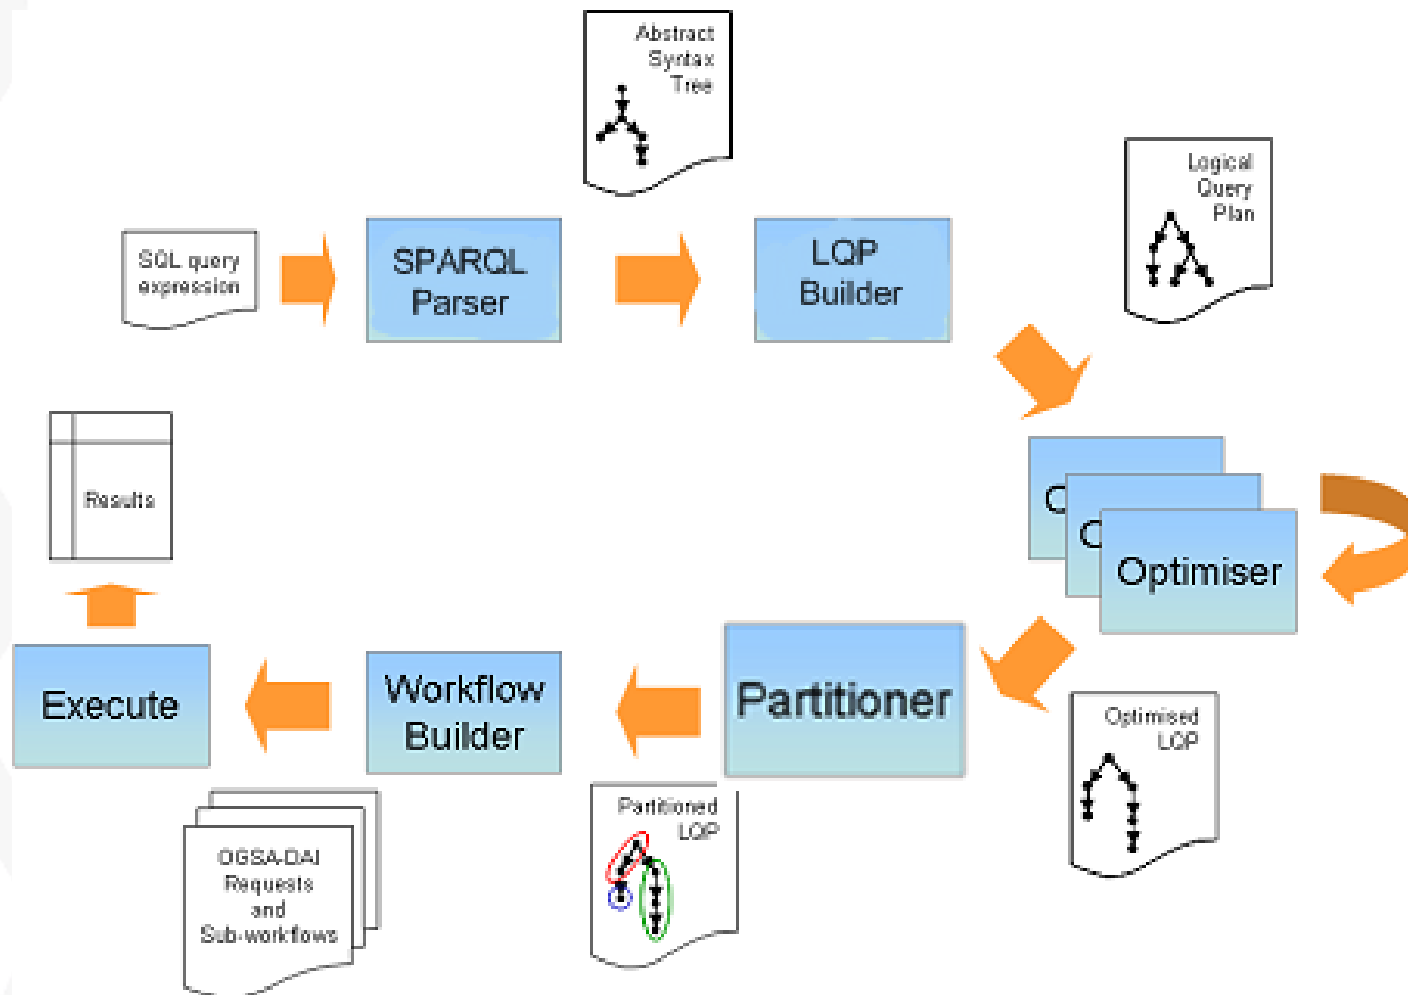 Abstract
Syntax
Tree
Logical
Query
Plan
SQL query
expression
SPARQL
Parser
LQP
Builder
Results
O
O
Optimiser
Execute
Workflow
Builder
Partitioner
Optimised
LQP
Partitioned
LQP
OGSA-DAI
Requests
and
Sub-workflows